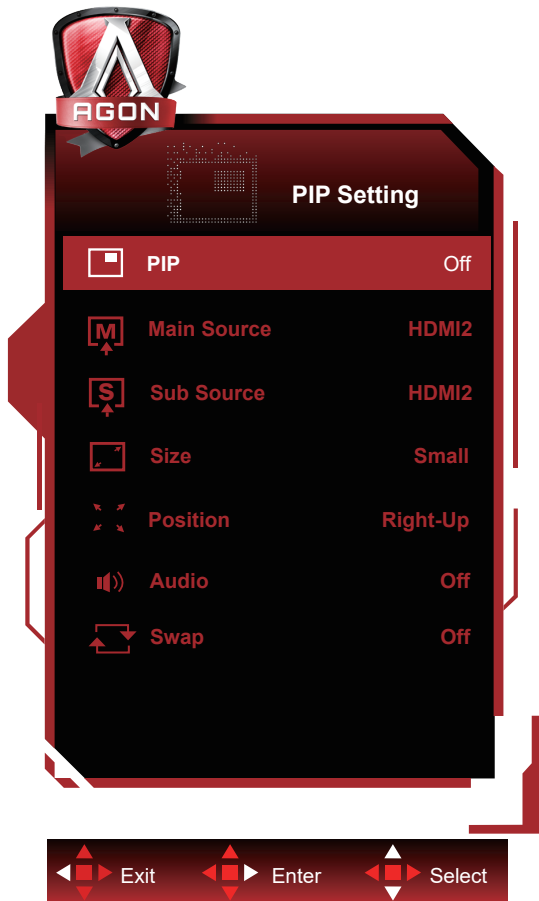 AGON
PIP Setting
PIP Off
M Main Source HDMI2
S Sub Source HDMI2
Size Small
Position Right-Up
Audio Off
Swap Off
Exit Enter Select